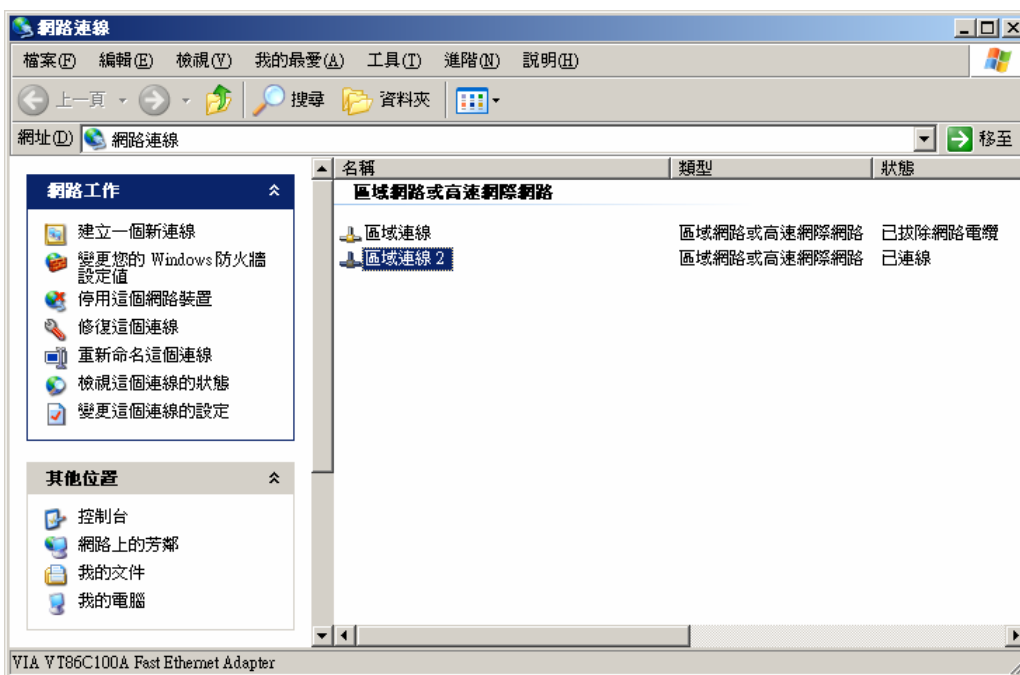 網路連線
檔案(F) 編輯(E) 檢視(V) 我的最愛(A) 工具(T) 進階(N) 說明(H)
上一頁 搜尋 資料夾
網址(D) 網路連線 移至
網路工作
建立一個新連線
變更您的 Windows 防火牆
設定值
停用這個網路裝置
修復這個連線
重新命名這個連線
檢視這個連線的狀態
變更這個連線的設定
其他位置
控制台
網路上的芳鄰
我的文件
我的電腦
名稱 類型 狀態
區域網路或高速網際網路
區域連線 區域網路或高速網際網路 已拔除網路電纜
區域連線 2 區域網路或高速網際網路 已連線
VIA VT86C100A Fast Ethernet Adapter